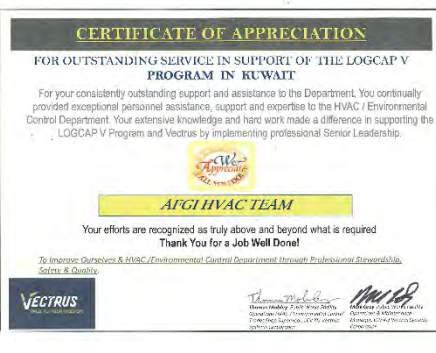 CERTIFICATE OF APPRECIATION
FOR OUTSTANDING SERVICE IN SUPPORT OF THE LOGCAP V
PROGRAM IN KUWAIT
For your consistently outstanding support and assistance to the Department. You continually
provided exceptional personnel assistance, support and expertise to the HVAC / Environmental
Control Department. Your extensive knowledge and hard work made a difference in supporting the
LOGCAP V Program and Vectrus by implementing professional Senior Leadership.
We
Appreciate
ALL YOU DO
AFGI HVAC TEAM
Your efforts are recognized as truly above and beyond what is required
Thank You for a Job Well Done!
To Improve Ourselves & HVAC /Environmental Control Department through Professional Stewardship,
Safety & Quality.
VECTRUS
Thomas Mobley